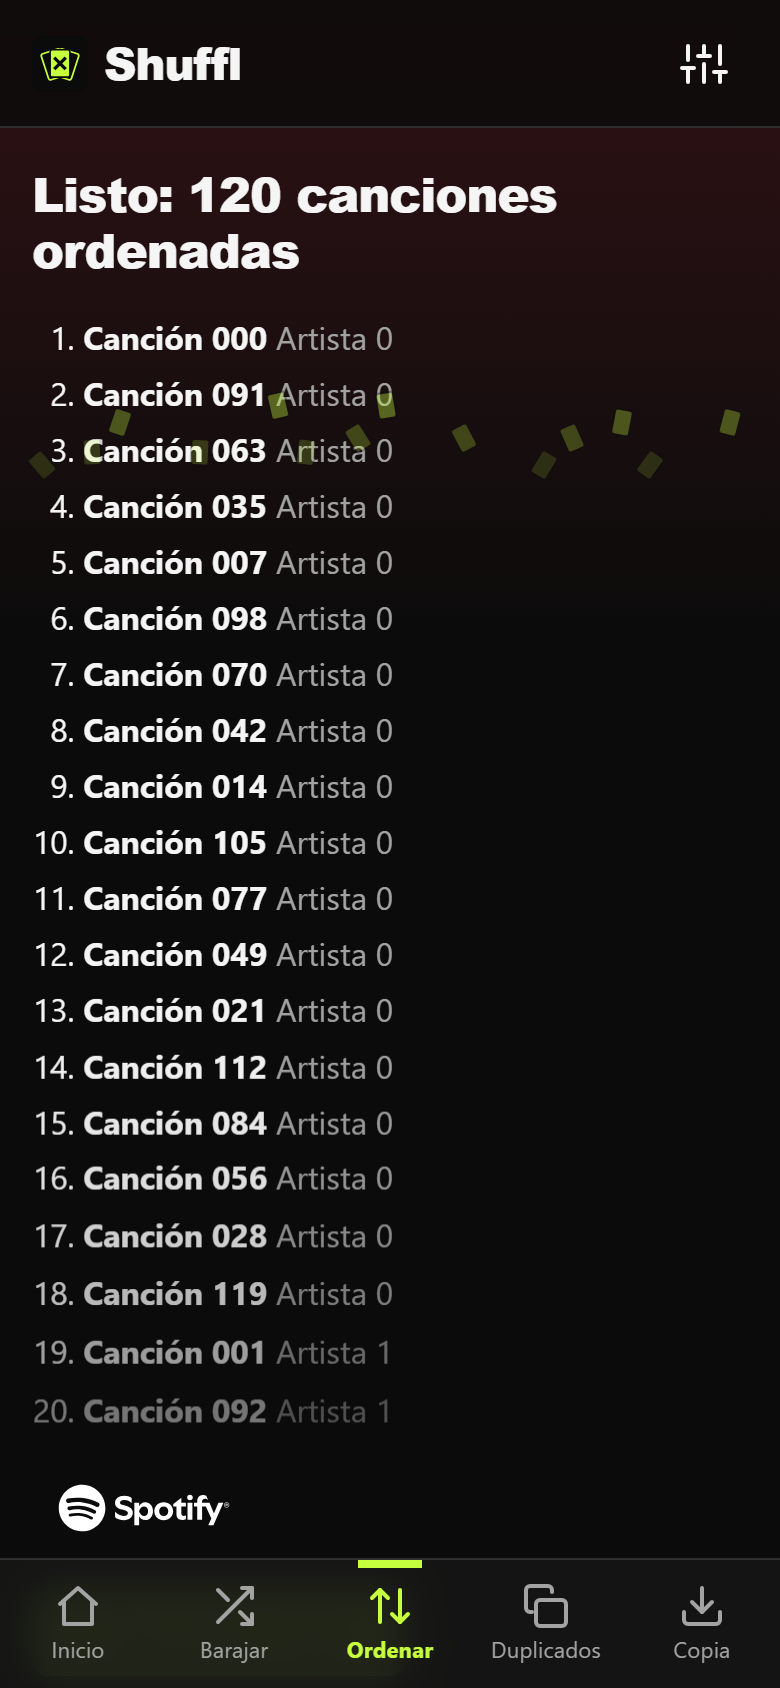 Shuffl
Listo: 120 canciones
ordenadas
1. Canción 000 Artista 0
2. Canción 091 Artista 0
3. Canción 063 Artista 0
4. Canción 035 Artista 0
5. Canción 007 Artista 0
6. Canción 098 Artista 0
7. Canción 070 Artista 0
8. Canción 042 Artista 0
9. Canción 014 Artista 0
10. Canción 105 Artista 0
11. Canción 077 Artista 0
12. Canción 049 Artista 0
13. Canción 021 Artista 0
14. Canción 112 Artista 0
15. Canción 084 Artista 0
16. Canción 056 Artista 0
17. Canción 028 Artista 0
18. Canción 119 Artista 0
19. Canción 001 Artista 1
20. Canción 092 Artista 1
Spotify®
Inicio Barajar Ordenar Duplicados Copia